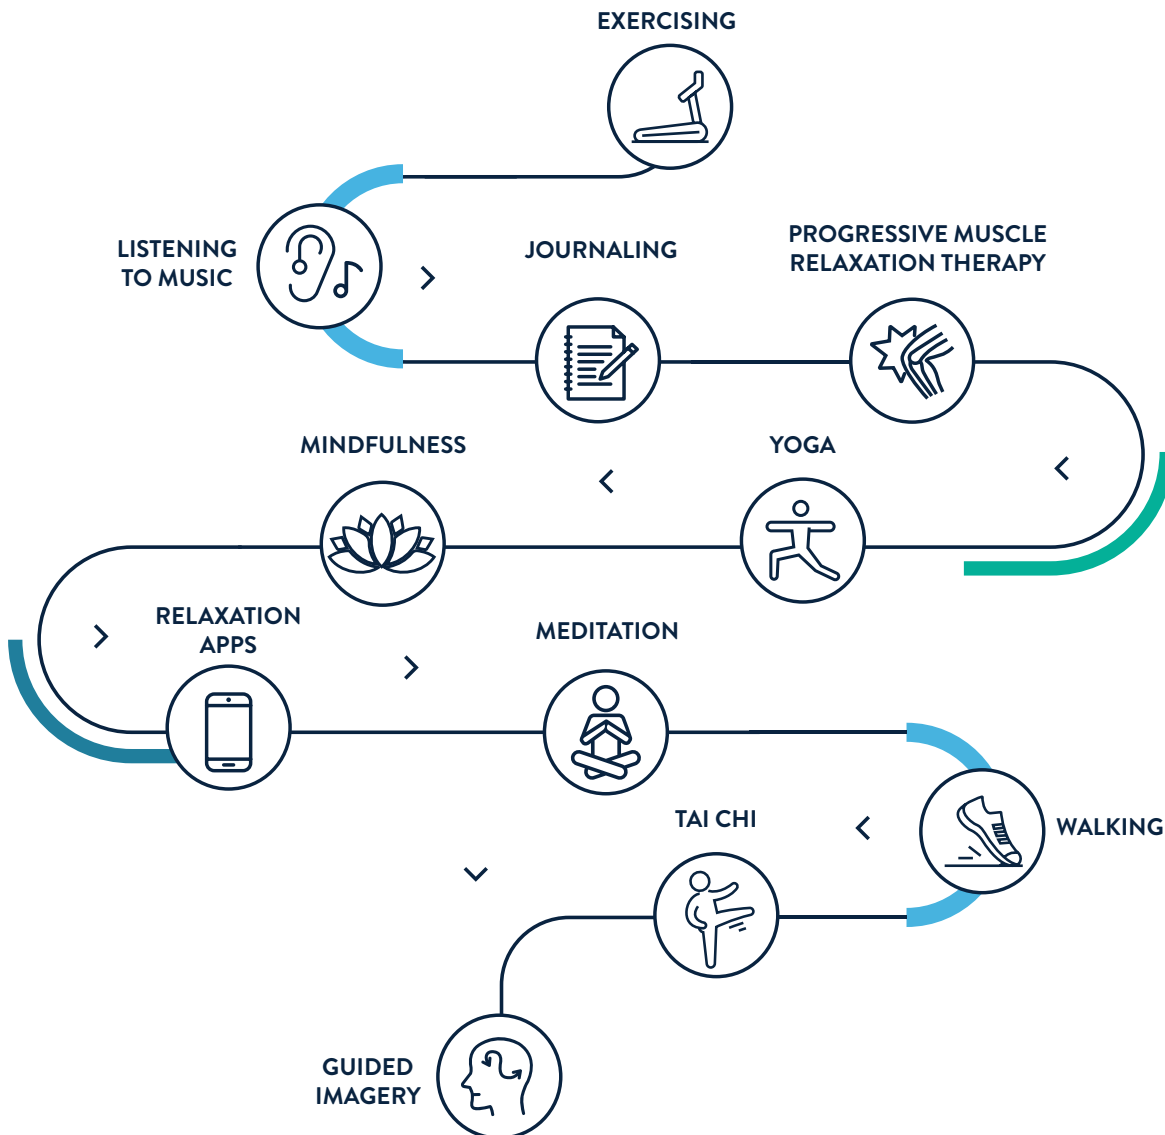 EXERCISING
LISTENING
TO MUSIC
JOURNALING
PROGRESSIVE MUSCLE
RELAXATION THERAPY
MINDFULNESS
YOGA
RELAXATION
APPS
MEDITATION
TAI CHI
WALKING
GUIDED
IMAGERY